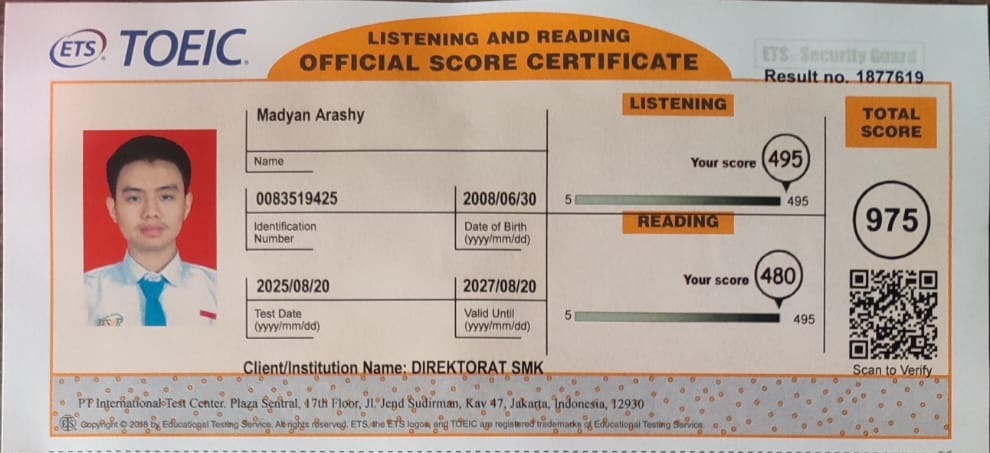 ETS® TOEIC®
LISTENING AND READING
OFFICIAL SCORE CERTIFICATE
ETS. Security Guard
Result no. 1877619
Madyan Arashy
Name
0083519425
Identification
Number
2008/06/30
Date of Birth
(yyyy/mm/dd)
2025/08/20
Test Date
(yyyy/mm/dd)
2027/08/20
Valid Until
(yyyy/mm/dd)
LISTENING
Your score 495
5 495
READING
Your score 480
5 495
TOTAL
SCORE
975
Scan to Verify
Client/Institution Name: DIREKTORAT SMK
PT International Test Center. Plaza Sentral, 17th Floor, Jl. Jend Sudirman, Kav 47, Jakarta, Indonesia, 12930
Copyright © 2018 by Educational Testing Service. All rights reserved. ETS, the ETS logos, and TOEIC are registered trademarks of Educational Testing Service.